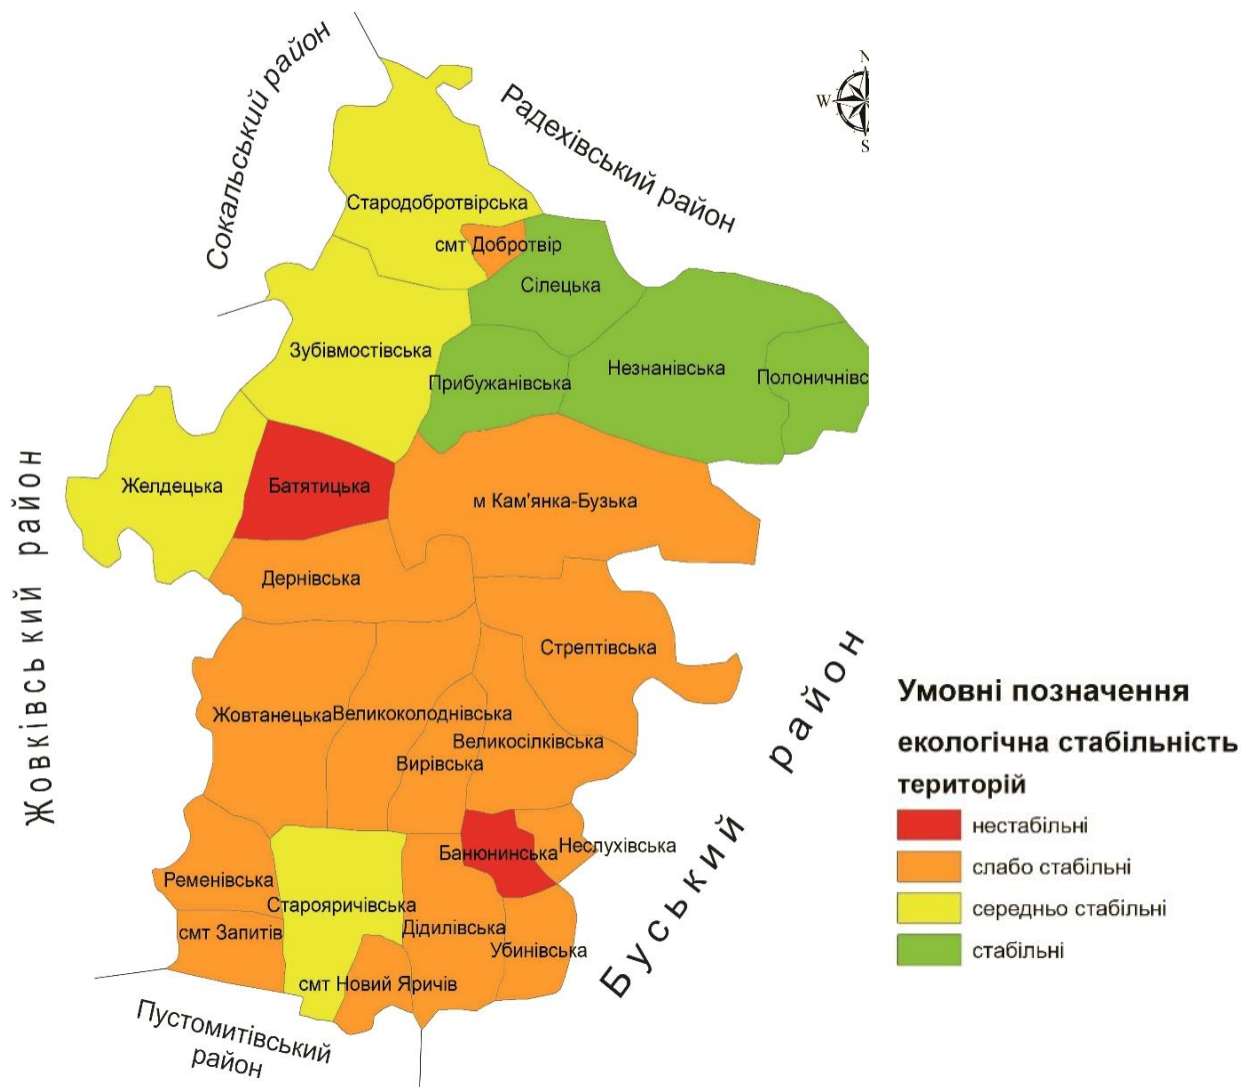 Сокальський район
Радехівський район
N
W
S
Стародобротвірська
смт Добротвір
Сілецька
Зубівмостівська
Прибужанівська
Незнанівська
Полоничнівс
Желдецька
Батятицька
м Кам'янка-Бузька
Дернівська
Стрептівська
Жовківський район
Жовтанецька
Великоколоднівська
Великосілківська
Вирівська
Банюнинська
Неслухівська
Ременівська
Старояричівська
Дідилівська
смт Запитів
Убинівська
смт Новий Яричів
Буський район
Пустомитівський
район
Умовні позначення
екологічна стабільність
територій
нестабільні
слабо стабільні
середньо стабільні
стабільні